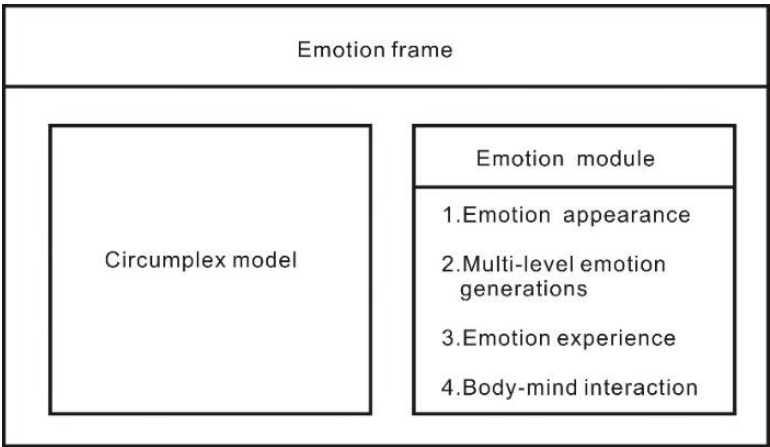 Emotion frame
Circumplex model
Emotion module
1.Emotion appearance
2.Multi-level emotion
generations
3.Emotion experience
4.Body-mind interaction